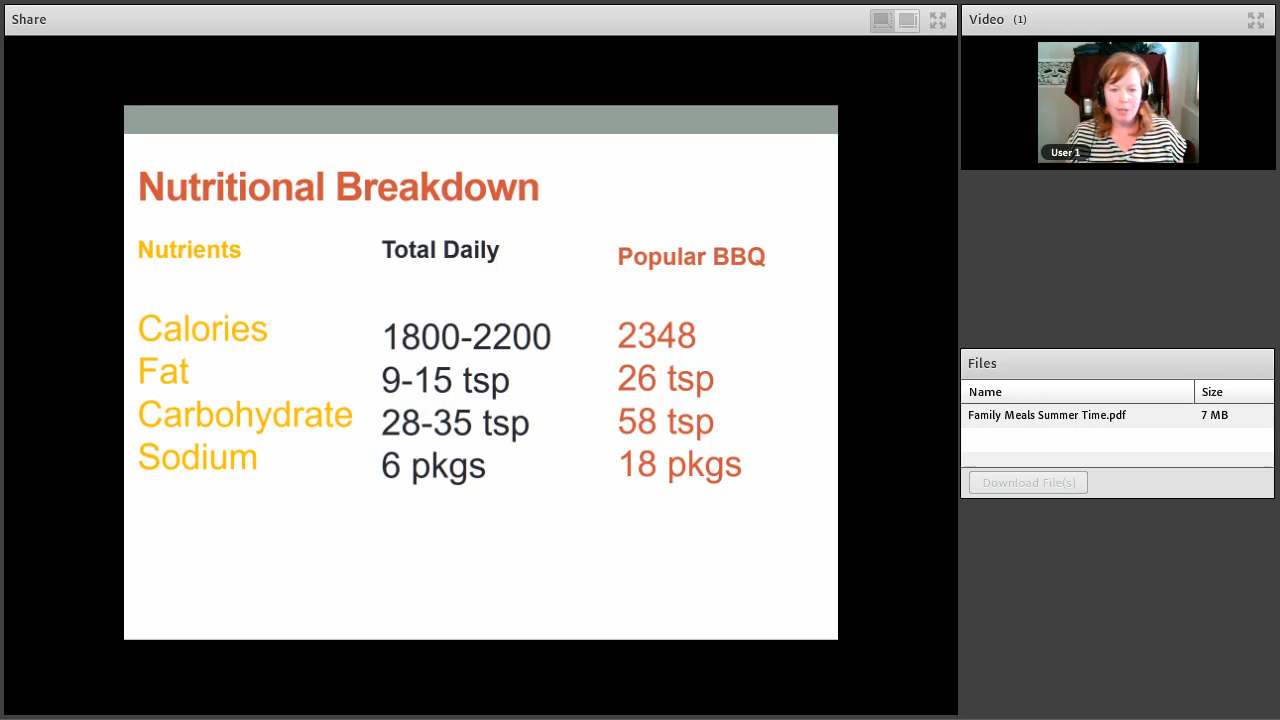 Share
Video (1)
User 1
Nutritional Breakdown
Nutrients Total Daily Popular BBQ
Calories 1800-2200 2348
Fat 9-15 tsp 26 tsp
Carbohydrate 28-35 tsp 58 tsp
Sodium 6 pkgs 18 pkgs
Files
Name Size
Family Meals Summer Time.pdf 7 MB
Download File(s)